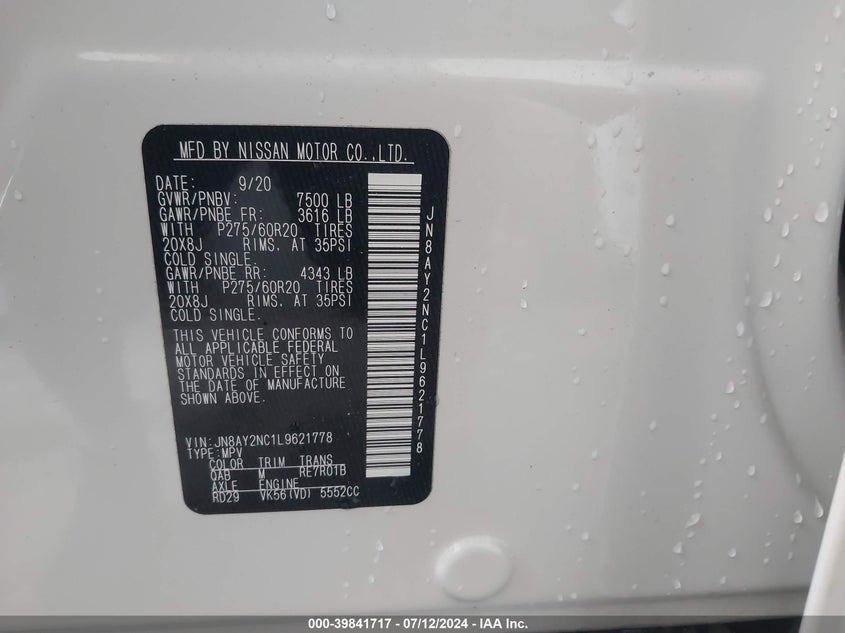 MFD BY NISSAN MOTOR CO.,LTD.
DATE: 9/20
GVWR/PNBV: 7500 LB
GAWR/PNBE FR: 3616 LB
WITH P275/60R20 TIRES
20X8J RIMS, AT 35PSI
COLD SINGLE.
GAWR/PNBE RR: 4343 LB
WITH P275/60R20 TIRES
20X8J RIMS, AT 35PSI
COLD SINGLE.
THIS VEHICLE CONFORMS TO
ALL APPLICABLE FEDERAL
MOTOR VEHICLE SAFETY
STANDARDS IN EFFECT ON
THE DATE OF MANUFACTURE
SHOWN ABOVE.
VIN:JN8AY2NC1L9621778
TYPE:MPV
COLOR TRIM TRANS
QAB M RE7R01B
AXLE ENGINE
RD29 VK56(VD) 5552CC
JN8AY2NC1L9621778
000-39841717 - 07/12/2024 - IAA Inc.